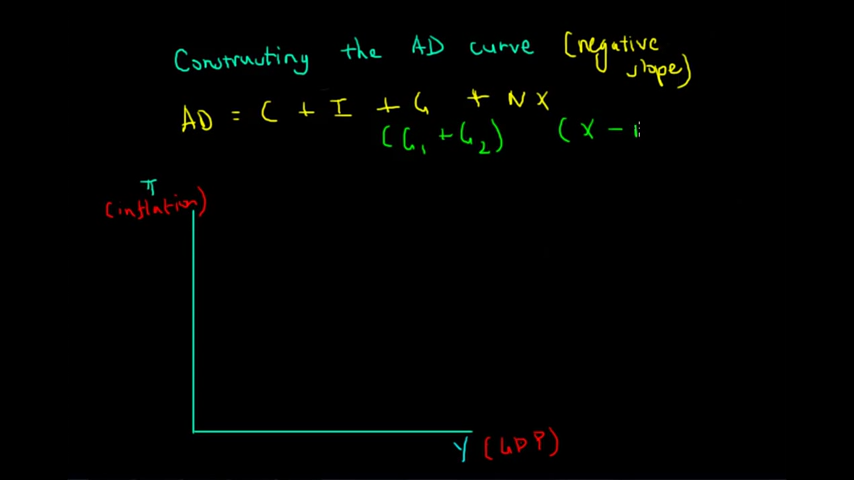 Constructing the AD curve (negative slope)
AD = C + I + G + NX
(G₁ + G₂) (X -
π
(inflation)
Y (GDP)